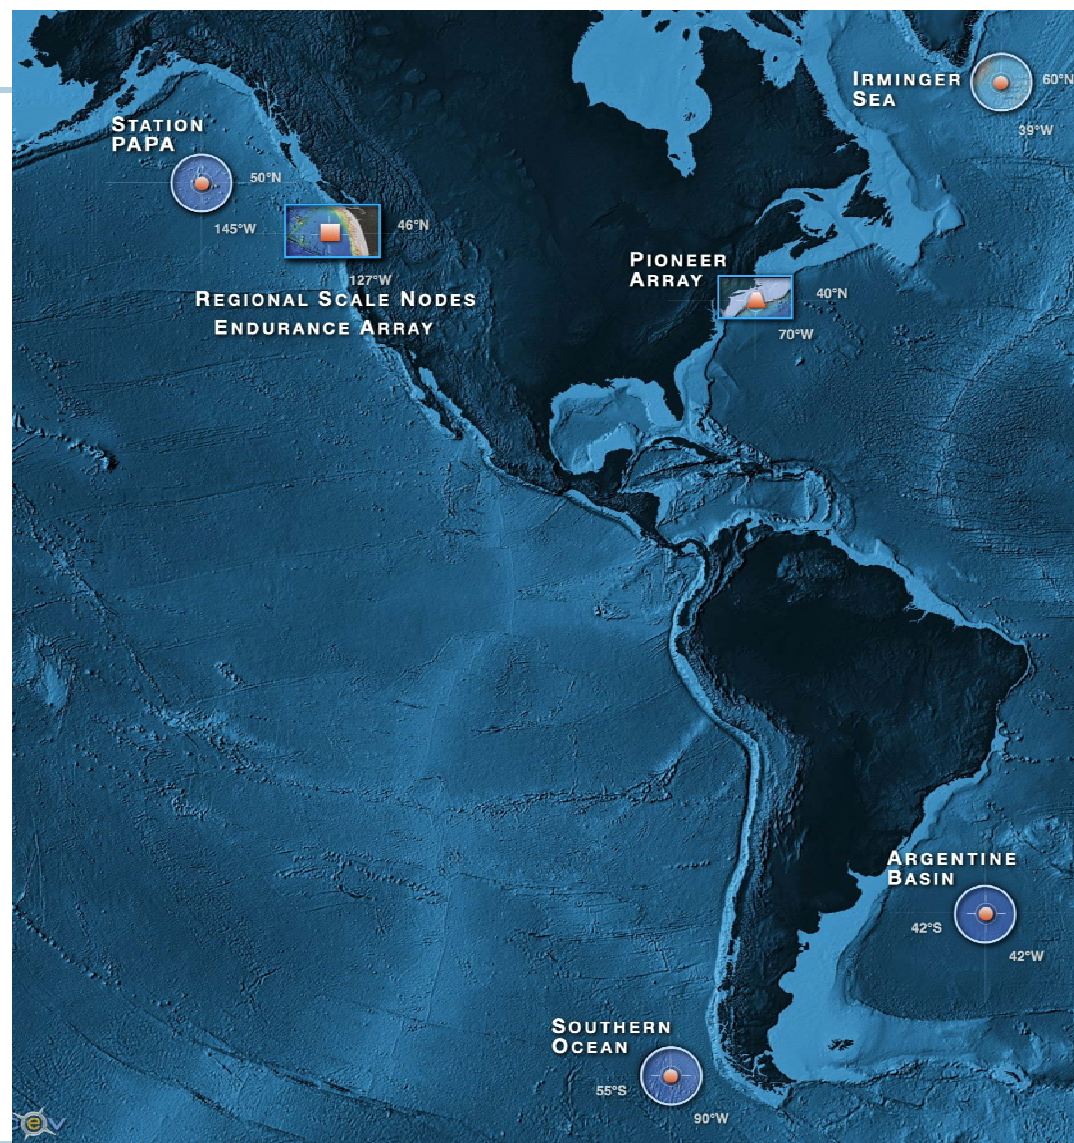 IRMINGER
SEA
60°N
39°W
STATION
PAPA
50°N
145°W
46°N
127°W
REGIONAL SCALE NODES
ENDURANCE ARRAY
PIONEER
ARRAY
40°N
70°W
ARGENTINE
BASIN
42°S
42°W
SOUTHERN
OCEAN
55°S
90°W
ev